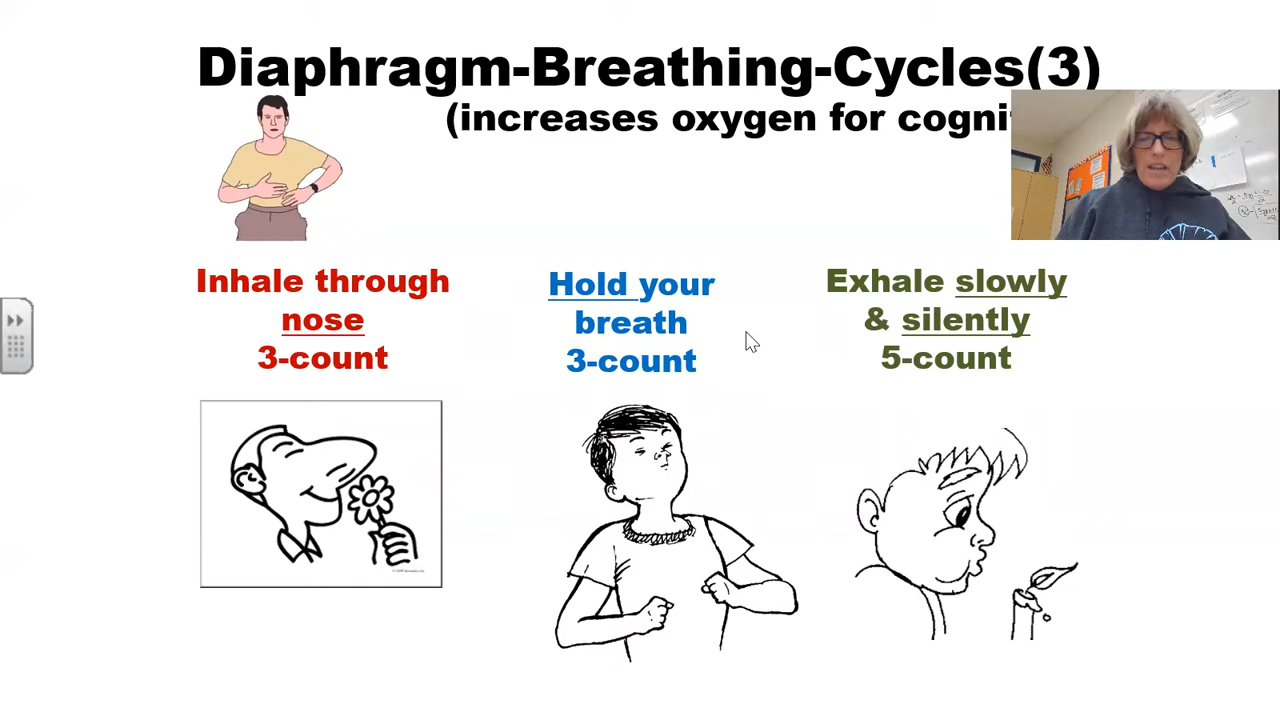 Diaphragm-Breathing-Cycles(3)
(increases oxygen for
Inhale through
nose
3-count
Hold your
breath
3-count
Exhale slowly
& silently
5-count